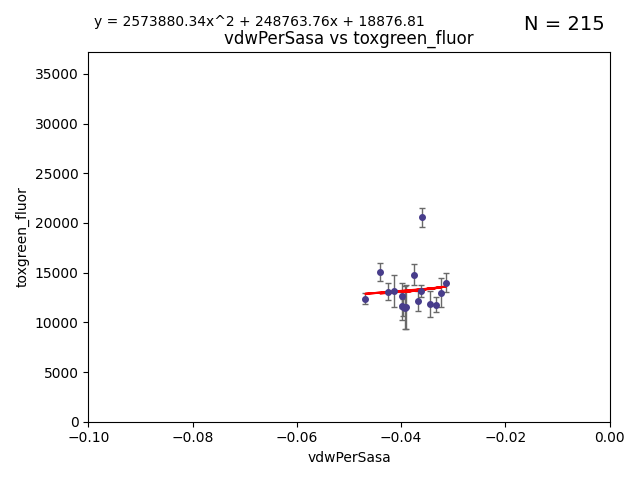 y = 2573880.34x^2 + 248763.76x + 18876.81
N = 215
vdwPerSasa vs toxgreen_fluor
35000
30000
25000
20000
15000
10000
5000
0
toxgreen_fluor
−0.10
−0.08
−0.06
−0.04
−0.02
0.00
vdwPerSasa